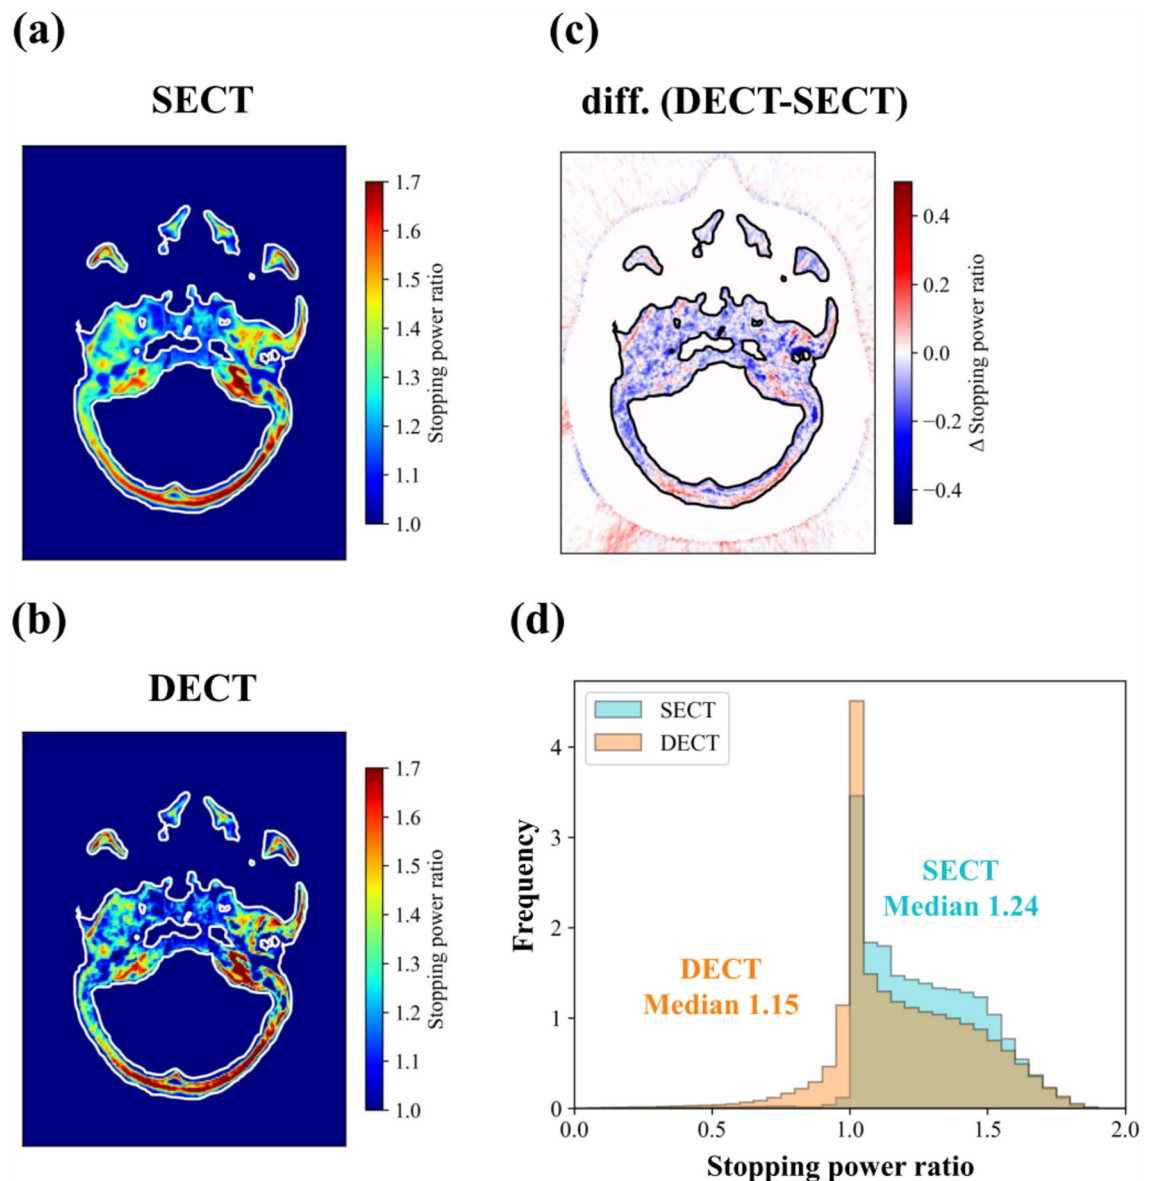 (a)
SECT
1.7
1.6
1.5
1.4
1.3
1.2
1.1
1.0
Stopping power ratio
(c)
diff. (DECT-SECT)
0.4
0.2
0.0
−0.2
−0.4
Δ Stopping power ratio
(b)
DECT
1.7
1.6
1.5
1.4
1.3
1.2
1.1
1.0
Stopping power ratio
(d)
SECT
DECT
4
3
2
1
0
Frequency
SECT
Median 1.24
DECT
Median 1.15
0.0 0.5 1.0 1.5 2.0
Stopping power ratio